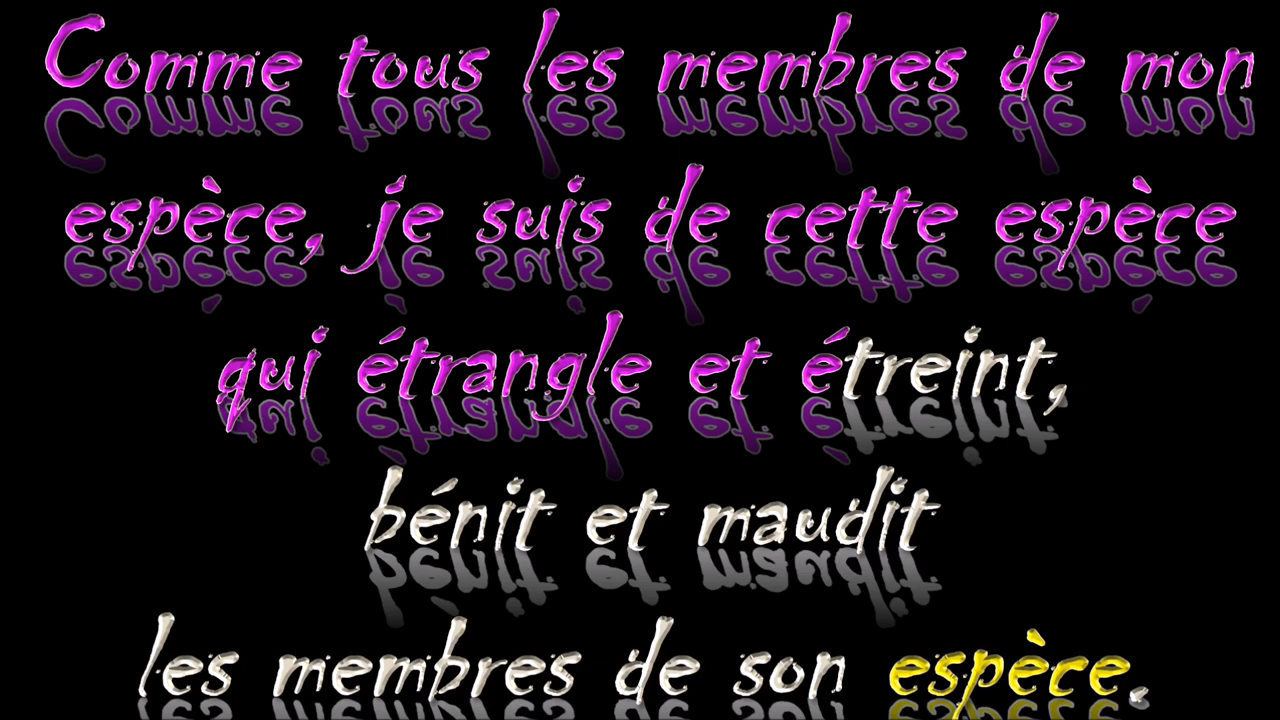 Comme tous les membres de mon
espèce, je suis de cette espèce
qui étrangle et étreint,
bénit et maudit
les membres de son espèce.